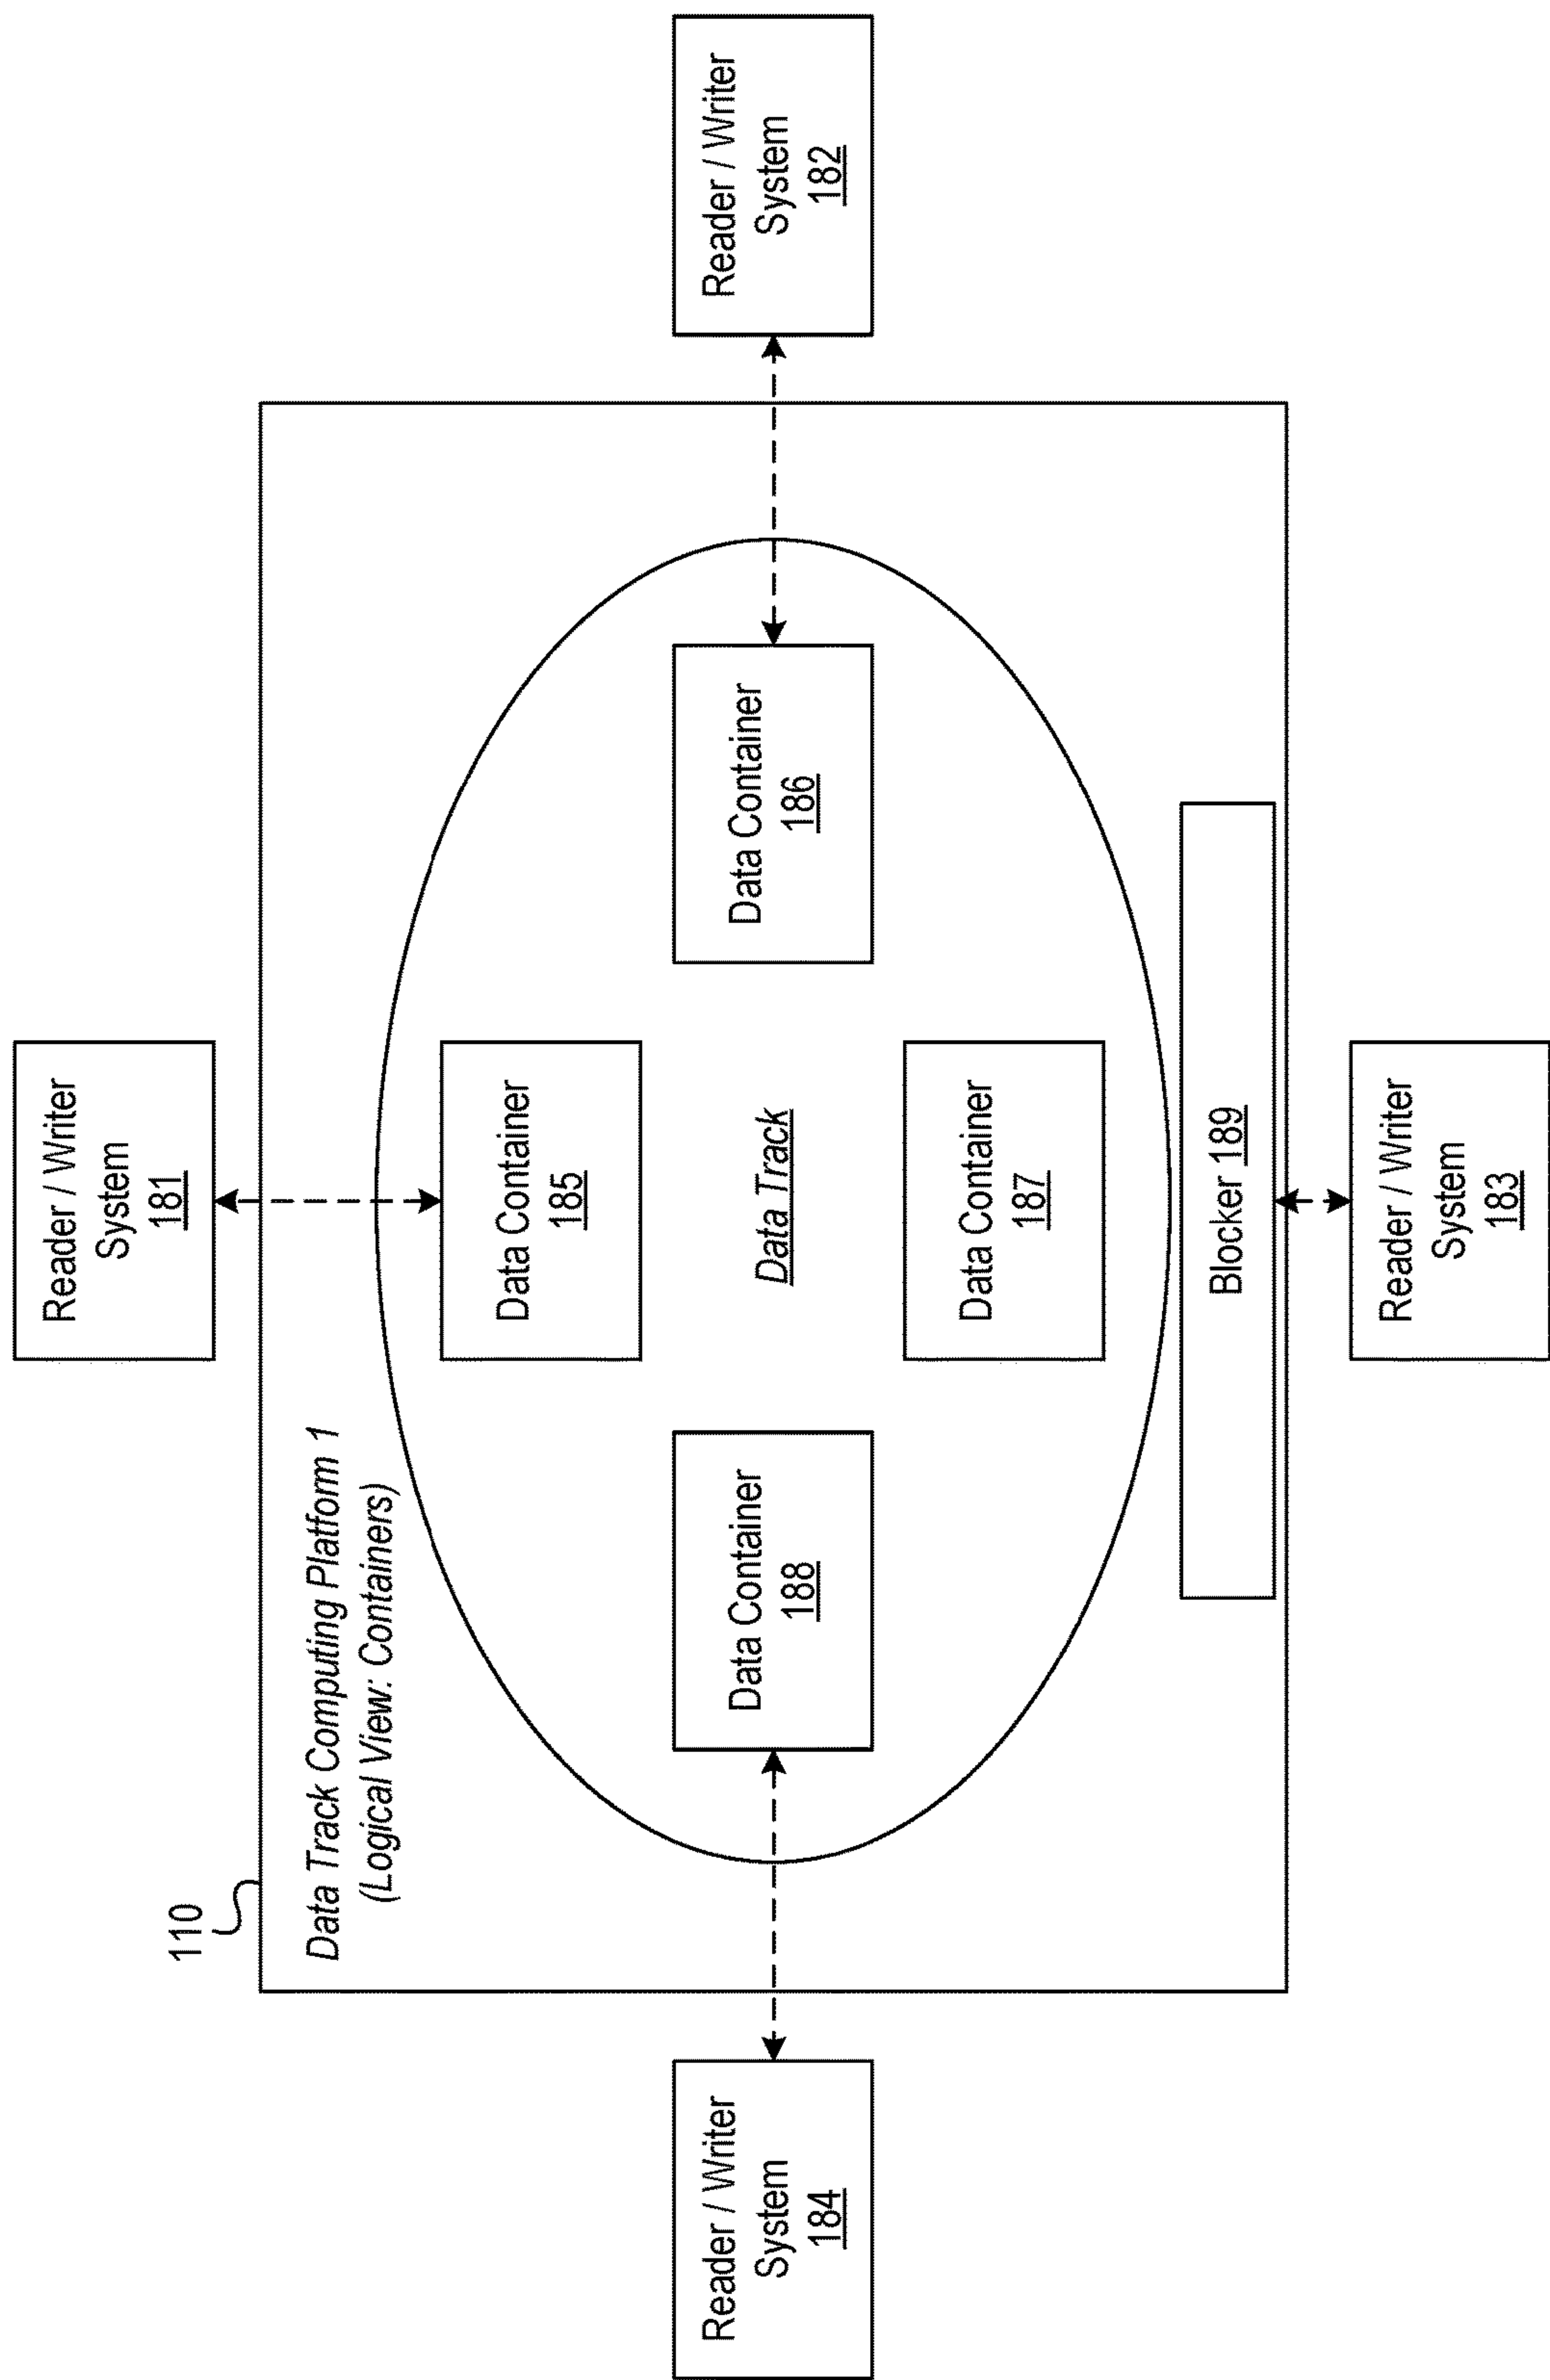 Reader / Writer
System
181
110
Data Track Computing Platform 1
(Logical View: Containers)
Data Container
185
Reader / Writer
System
184
Data Container
188
Data Track
Data Container
186
Reader / Writer
System
182
Data Container
187
Blocker 189
Reader / Writer
System
183